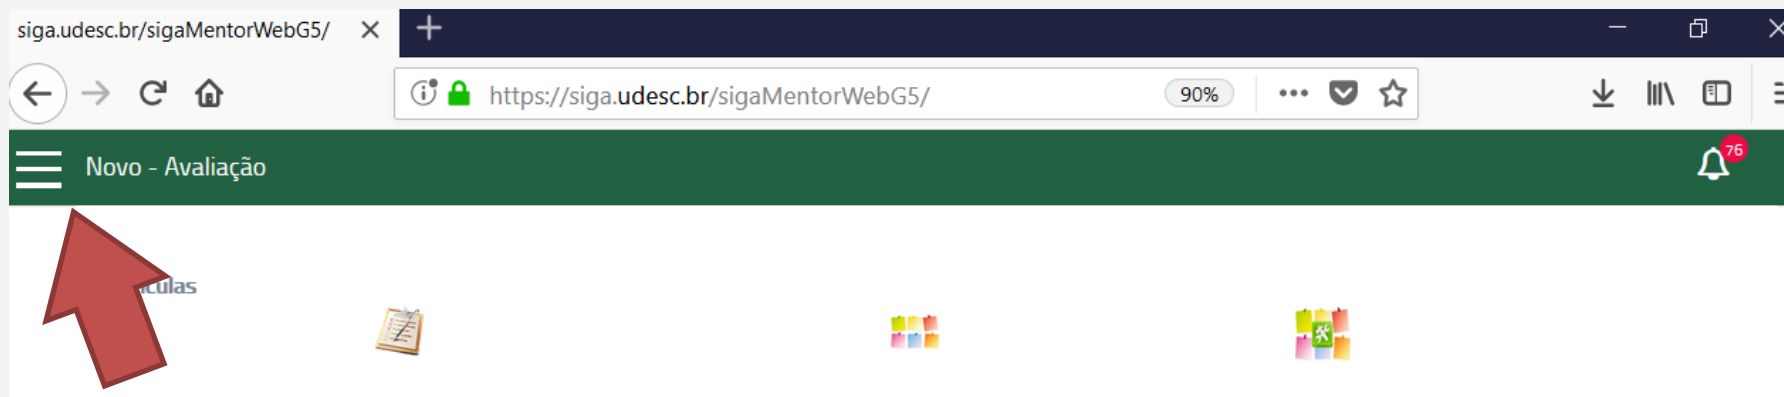 siga.udesc.br/sigaMentorWebG5/
https://siga.udesc.br/sigaMentorWebG5/ 90%
Novo - Avaliação 76